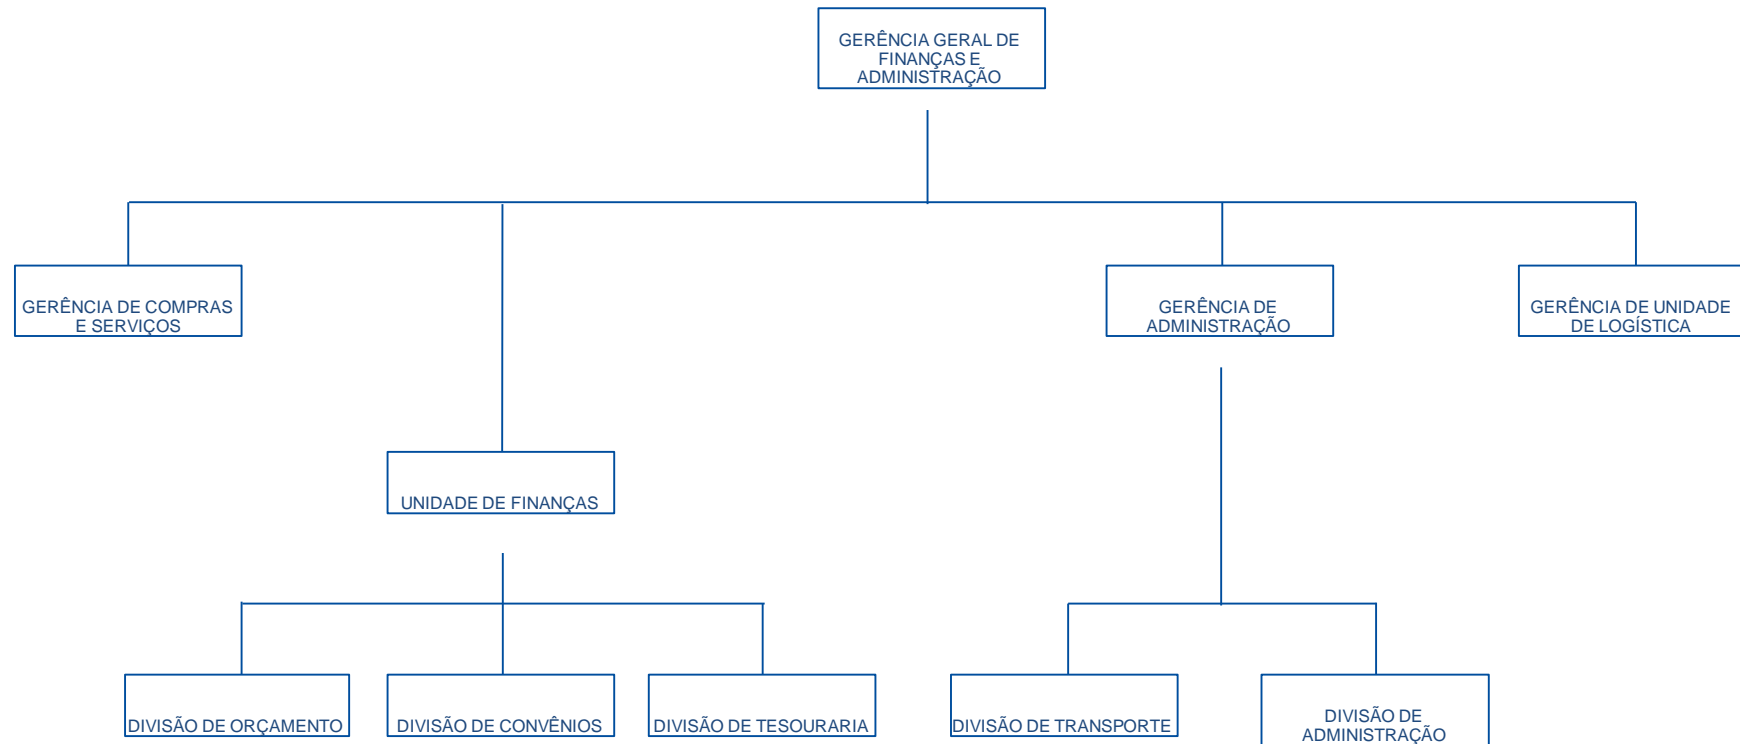 GERÊNCIA GERAL DE
FINANÇAS E
ADMINISTRAÇÃO
GERÊNCIA DE COMPRAS
E SERVIÇOS
GERÊNCIA DE
ADMINISTRAÇÃO
GERÊNCIA DE UNIDADE
DE LOGÍSTICA
UNIDADE DE FINANÇAS
DIVISÃO DE ORÇAMENTO
DIVISÃO DE CONVÊNIOS
DIVISÃO DE TESOURARIA
DIVISÃO DE TRANSPORTE
DIVISÃO DE
ADMINISTRAÇÃO